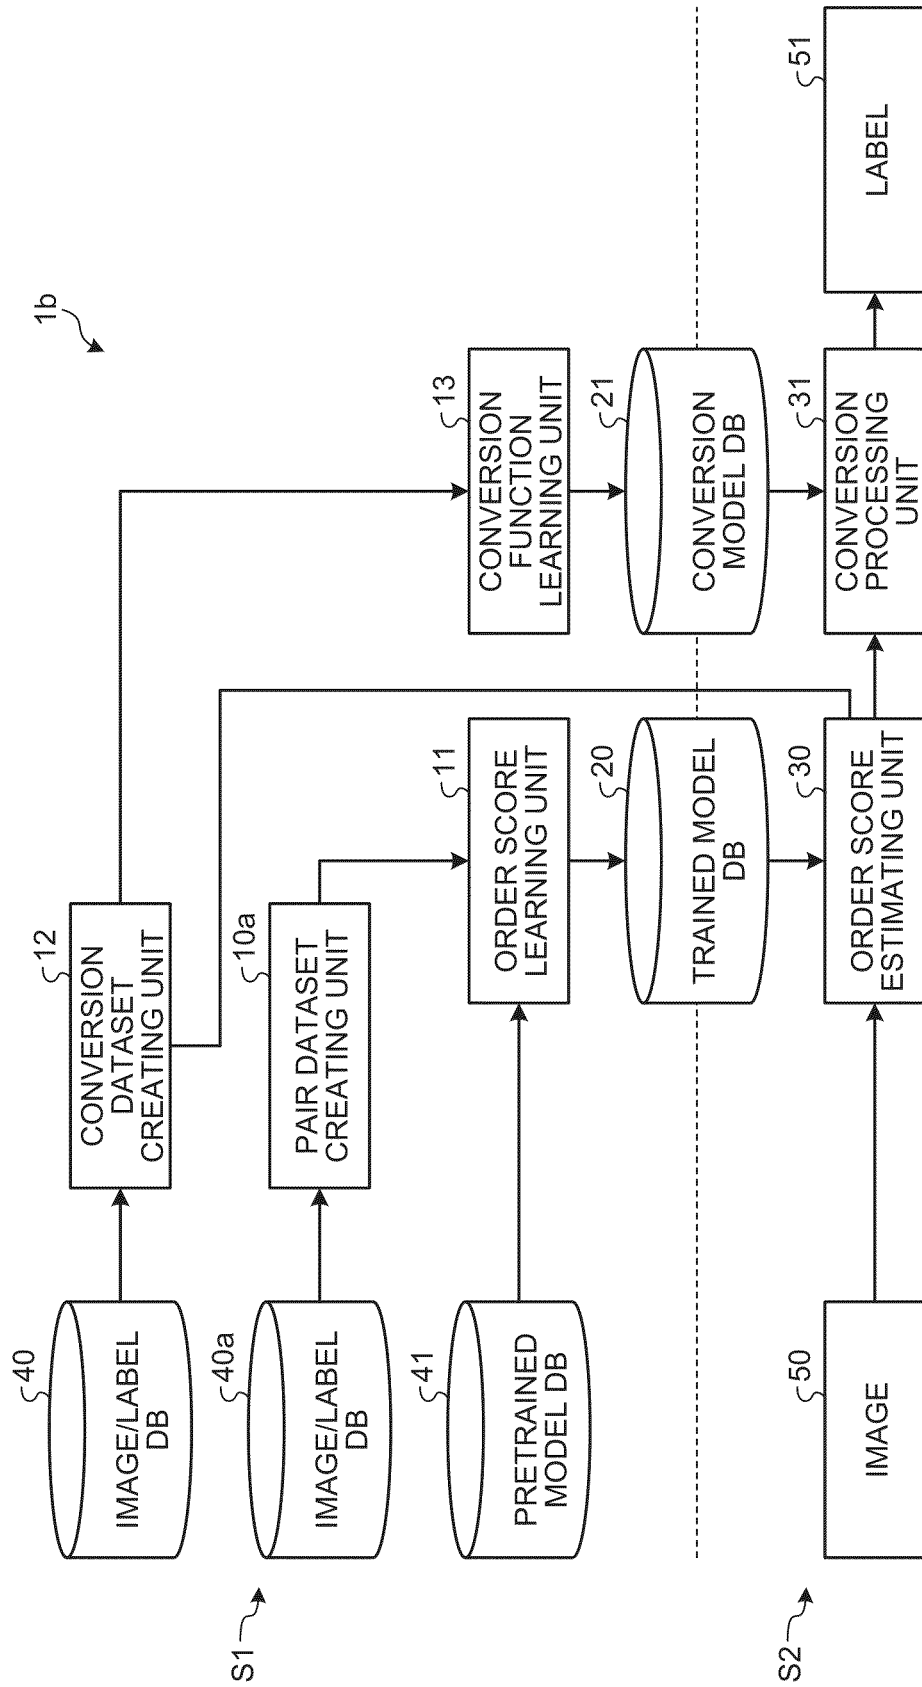 1b
S1
40
IMAGE/LABEL
DB
12
CONVERSION
DATASET
CREATING UNIT
40a
IMAGE/LABEL
DB
10a
PAIR DATASET
CREATING UNIT
41
PRETRAINED
MODEL DB
11
ORDER SCORE
LEARNING UNIT
13
CONVERSION
FUNCTION
LEARNING UNIT
20
TRAINED MODEL
DB
21
CONVERSION
MODEL DB
S2
50
IMAGE
30
ORDER SCORE
ESTIMATING UNIT
31
CONVERSION
PROCESSING
UNIT
51
LABEL